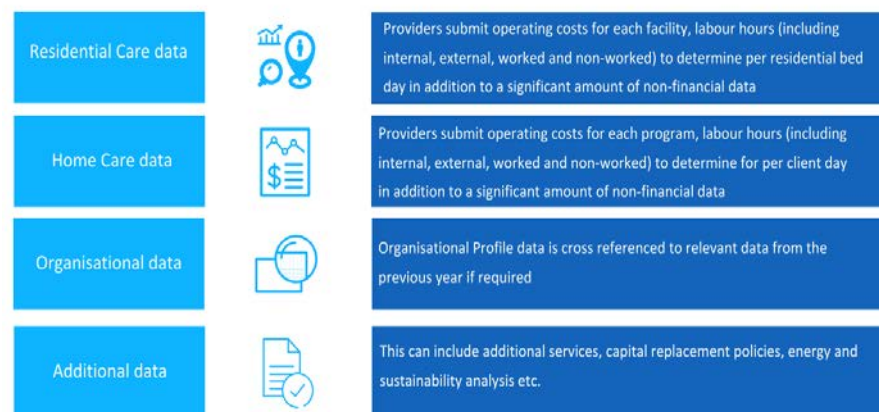 Residential Care data
Providers submit operating costs for each facility, labour hours (including
internal, external, worked and non-worked) to determine per residential bed
day in addition to a significant amount of non-financial data
Home Care data
$
Providers submit operating costs for each program, labour hours (including
internal, external, worked and non-worked) to determine for per client day
in addition to a significant amount of non-financial data
Organisational data
Organisational Profile data is cross referenced to relevant data from the
previous year if required
Additional data
This can include additional services, capital replacement policies, energy and
sustainability analysis etc.